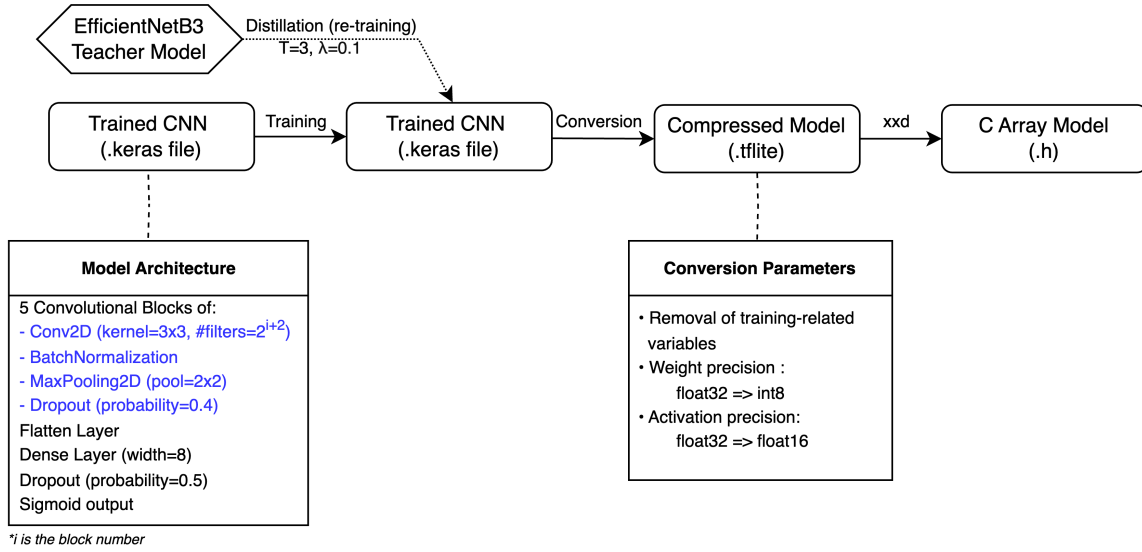 EfficientNetB3
Teacher Model
Distillation (re-training)
T=3, λ=0.1
Trained CNN
(.keras file)
Training
Trained CNN
(.keras file)
Conversion
Compressed Model
(.tflite)
xxd
C Array Model
(.h)
Model Architecture
5 Convolutional Blocks of:
- Conv2D (kernel=3x3, #filters=2^{i+2})
- BatchNormalization
- MaxPooling2D (pool=2x2)
- Dropout (probability=0.4)
Flatten Layer
Dense Layer (width=8)
Dropout (probability=0.5)
Sigmoid output
*i is the block number
Conversion Parameters
• Removal of training-related
variables
• Weight precision :
float32 => int8
• Activation precision:
float32 => float16